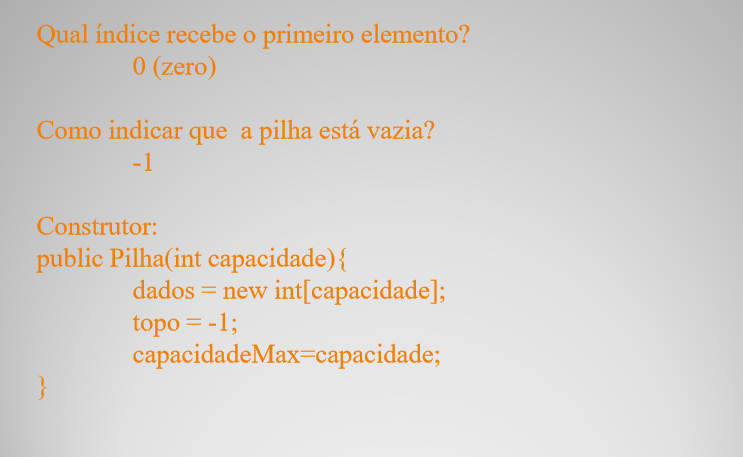 Qual índice recebe o primeiro elemento?
0 (zero)
Como indicar que  a pilha está vazia?
-1
Construtor:
public Pilha(int capacidade){
dados = new int[capacidade];
topo = -1;
capacidadeMax=capacidade;
}